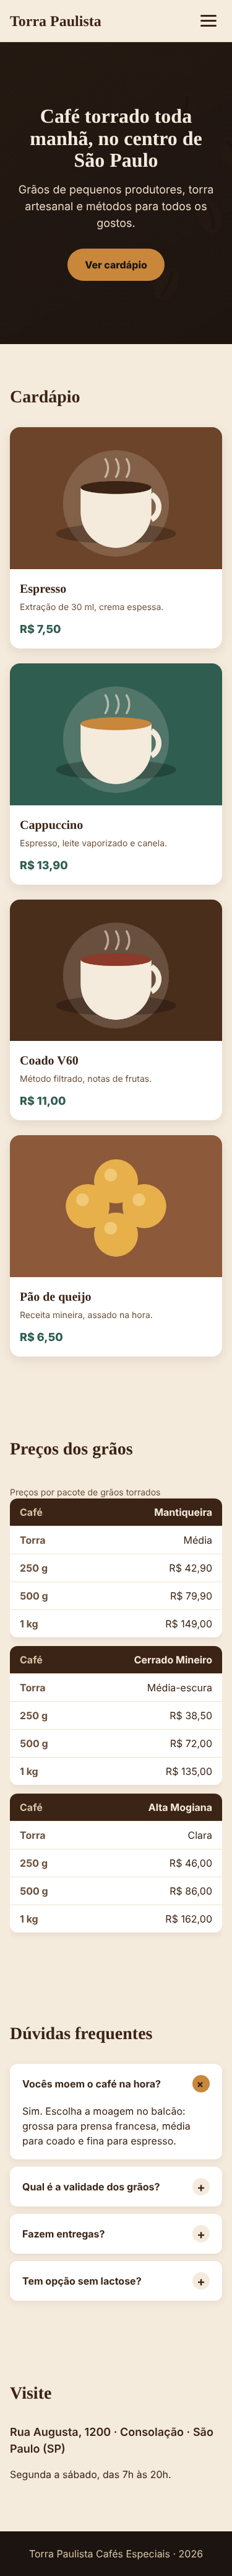 Torra Paulista
Café torrado toda
manhã, no centro de
São Paulo
Grãos de pequenos produtores, torra
artesanal e métodos para todos os
gostos.
Ver cardápio
Cardápio
Espresso
Extração de 30 ml, crema espessa.
R$ 7,50
Cappuccino
Espresso, leite vaporizado e canela.
R$ 13,90
Coado V60
Método filtrado, notas de frutas.
R$ 11,00
Pão de queijo
Receita mineira, assado na hora.
R$ 6,50
Preços dos grãos
Preços por pacote de grãos torrados
Café Mantiqueira
Torra Média
250 g R$ 42,90
500 g R$ 79,90
1 kg R$ 149,00
Café Cerrado Mineiro
Torra Média-escura
250 g R$ 38,50
500 g R$ 72,00
1 kg R$ 135,00
Café Alta Mogiana
Torra Clara
250 g R$ 46,00
500 g R$ 86,00
1 kg R$ 162,00
Dúvidas frequentes
Vocês moem o café na hora?
Sim. Escolha a moagem no balcão:
grossa para prensa francesa, média
para coado e fina para espresso.
Qual é a validade dos grãos? +
Fazem entregas? +
Tem opção sem lactose? +
Visite
Rua Augusta, 1200 · Consolação · São
Paulo (SP)
Segunda a sábado, das 7h às 20h.
Torra Paulista Cafés Especiais · 2026